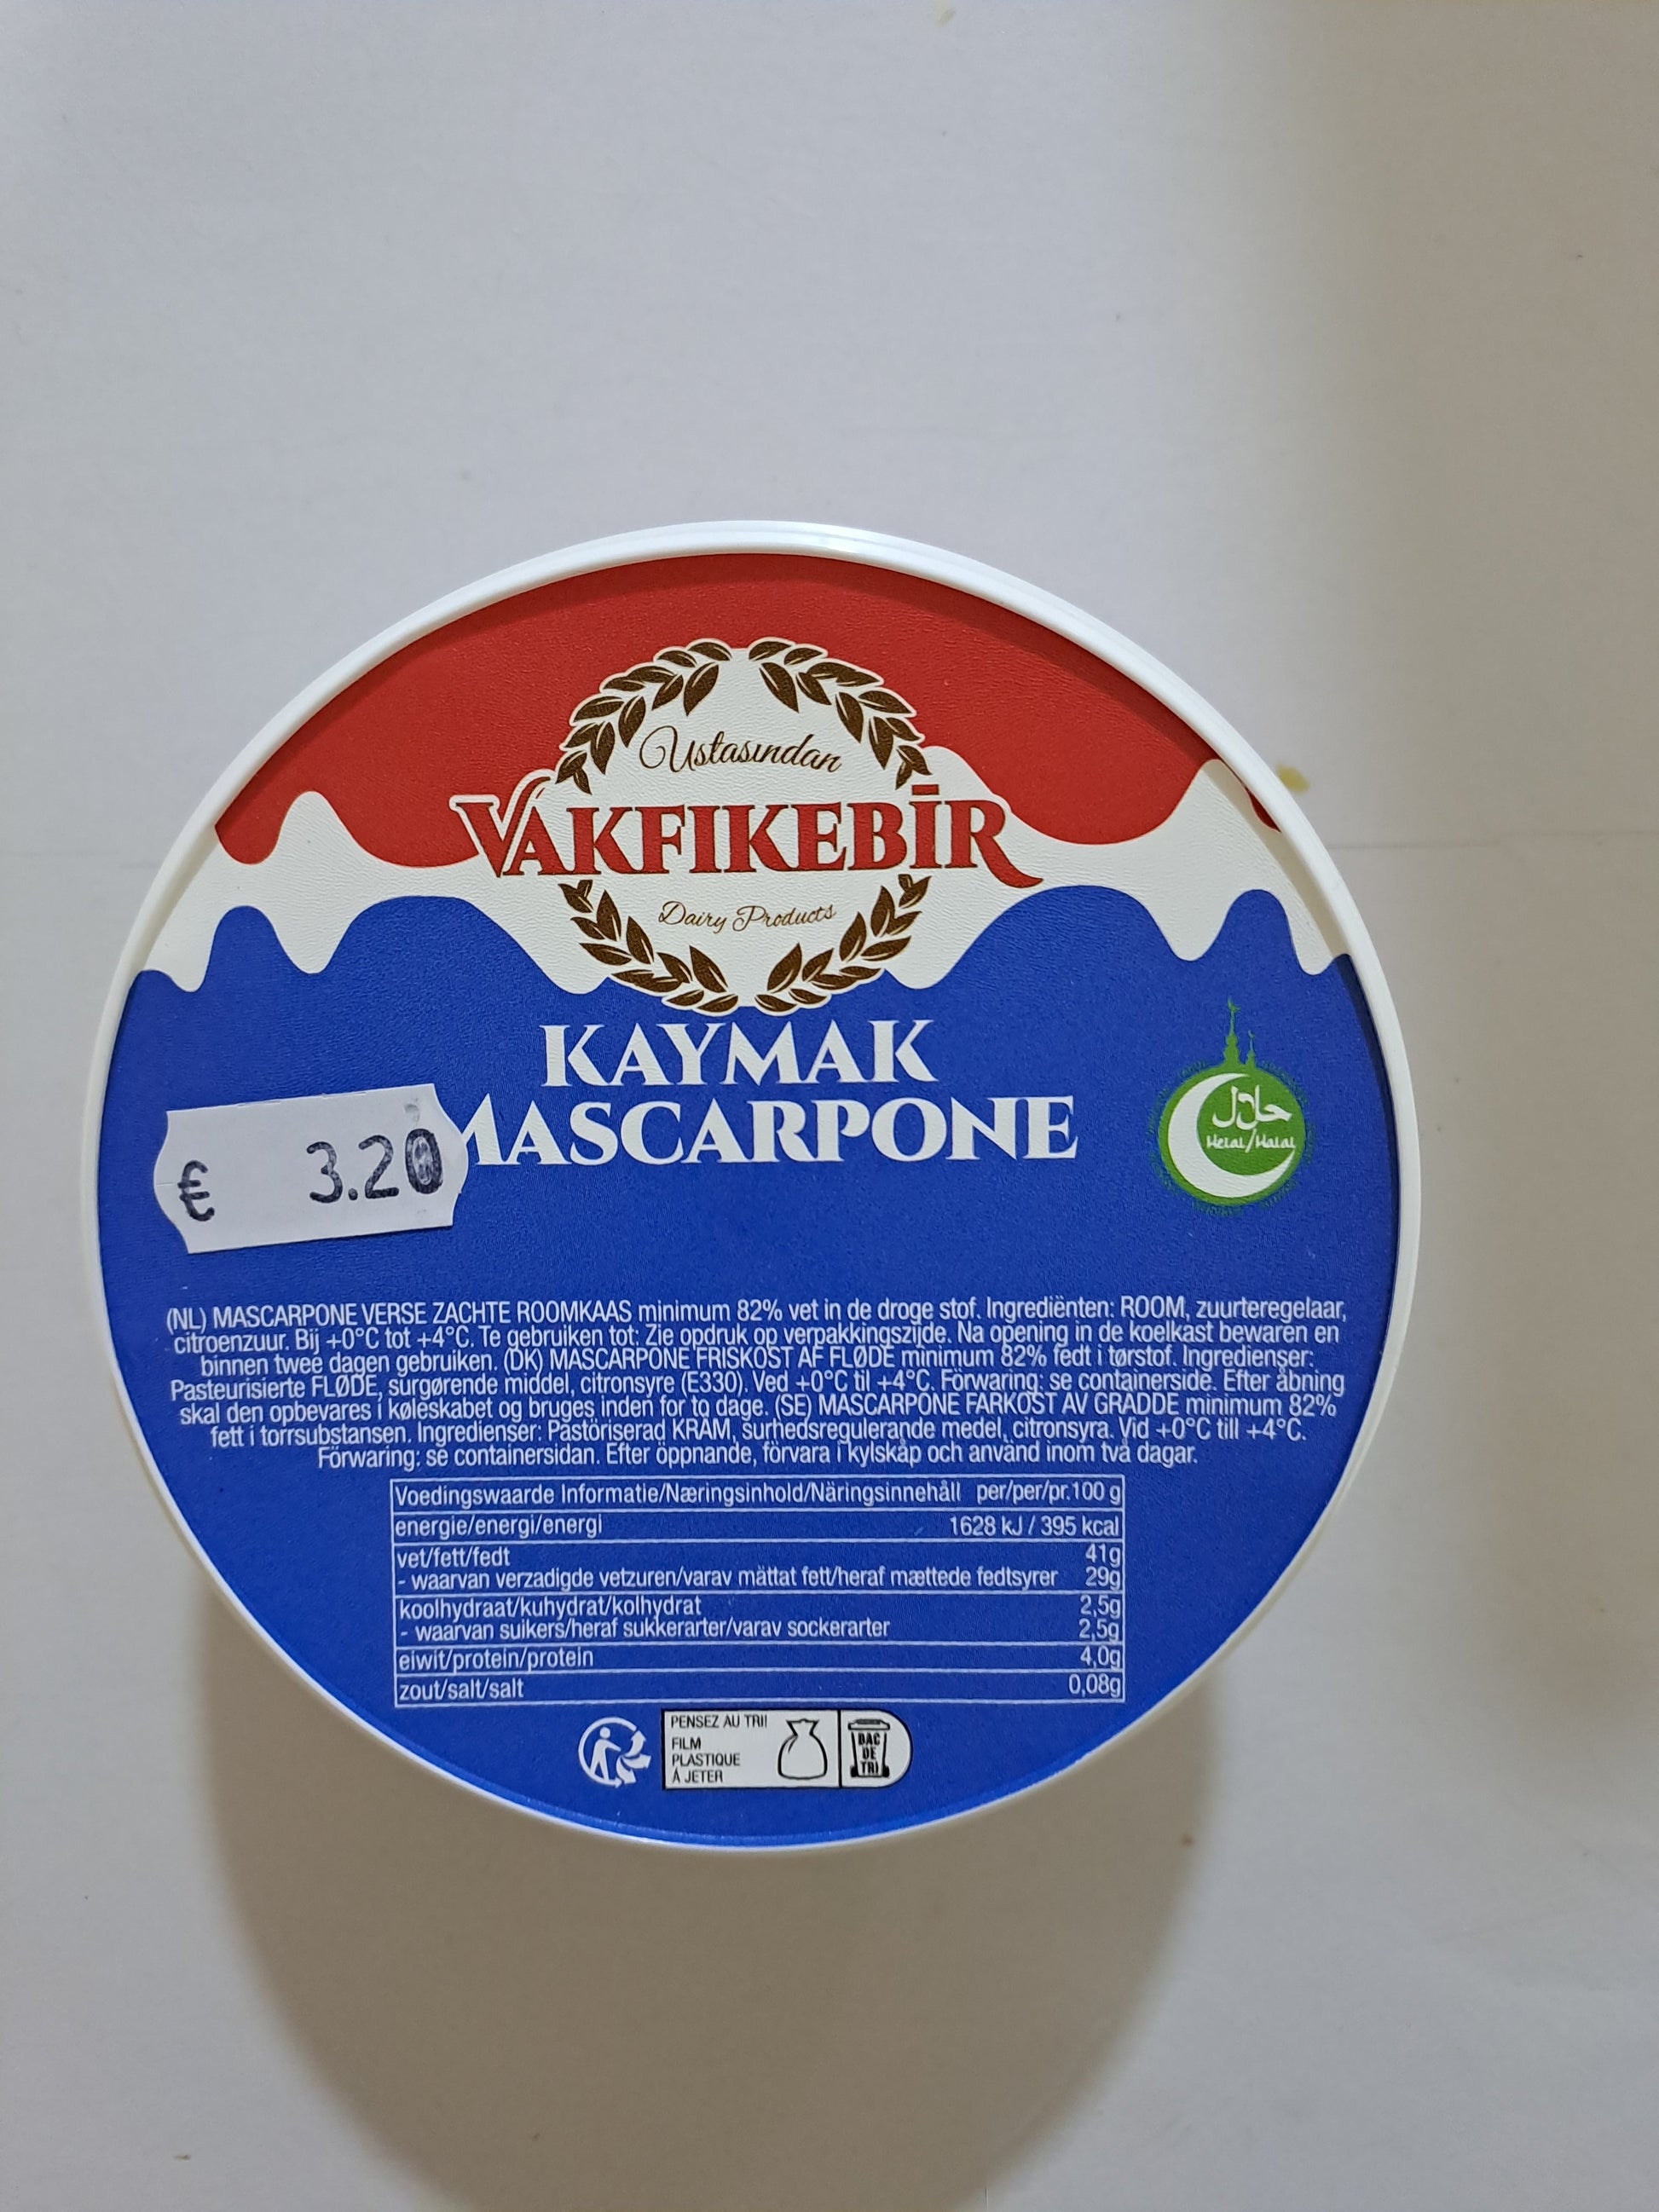 Ustasından
VAKFIKEBİR
Dairy Products
KAYMAK
MASCARPONE
€ 3.20
حلال
Helal/Halal
(NL) MASCARPONE VERSE ZACHTE ROOMKAAS minimum 82% vet in de droge stof. Ingrediënten: ROOM, zuurteregelaar,
citroenzuur. Bij +0°C tot +4°C. Te gebruiken tot: Zie opdruk op verpakkingszijde. Na opening in de koelkast bewaren en
binnen twee dagen gebruiken. (DK) MASCARPONE FRISKOST AF FLØDE minimum 82% fedt i tørstof. Ingredienser:
Pasteurisierte FLØDE, surgørende middel, citronsyre (E330). Ved +0°C til +4°C. Förwaring: se containerside. Efter åbning
skal den opbevares i køleskabet og bruges inden for to dage. (SE) MASCARPONE FARKOST AV GRADDE minimum 82%
fett i torrsubstansen. Ingredienser: Pastöriserad KRAM, surhedsregulerande medel, citronsyra. Vid +0°C till +4°C.
Förwaring: se containersidan. Efter öppnande, förvara i kylskåp och använd inom två dagar.
Voedingswaarde Informatie/Næringsinhold/Näringsinnehåll per/per/pr.100 g
energie/energi/energi 1628 kJ / 395 kcal
vet/fett/fedt 41g
- waarvan verzadigde vetzuren/varav mättat fett/heraf mættede fedtsyrer 29g
koolhydraat/kuhydrat/kolhydrat 2,5g
- waarvan suikers/heraf sukkerarter/varav sockerarter 2,5g
eiwit/protein/protein 4,0g
zout/salt/salt 0,08g
PENSEZ AU TRI!
FILM
PLASTIQUE
À JETER
BAC
DE
TRI